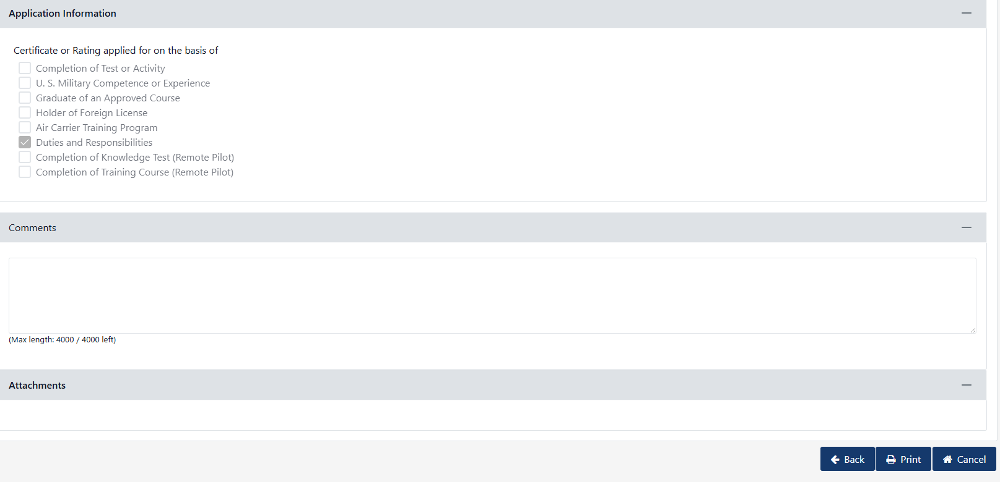 Application Information
Certificate or Rating applied for on the basis of
Completion of Test or Activity
U. S. Military Competence or Experience
Graduate of an Approved Course
Holder of Foreign License
Air Carrier Training Program
Duties and Responsibilities
Completion of Knowledge Test (Remote Pilot)
Completion of Training Course (Remote Pilot)
Comments
(Max length: 4000 / 4000 left)
Attachments
Back Print Cancel